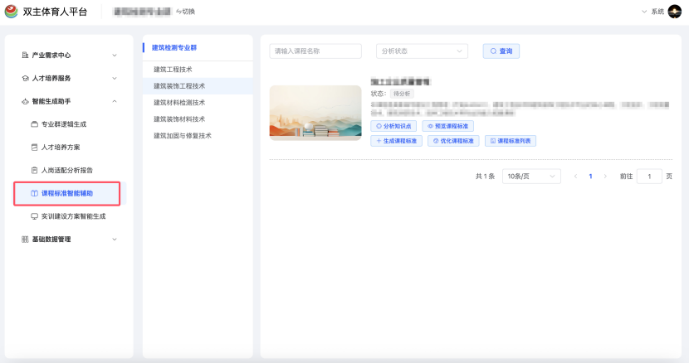 双主体育人平台
切换
系统
产业需求中心
人才培养服务
智能生成助手
专业群逻辑生成
人才培养方案
人岗适配分析报告
课程标准智能辅助
实训建设方案智能生成
基础数据管理
建筑检测专业群
建筑工程技术
建筑装饰工程技术
建筑材料检测技术
建筑装饰材料技术
建筑加固与修复技术
请输入课程名称
分析状态
查询
状态: 待分析
分析知识点
预览课程标准
+ 生成课程标准
优化课程标准
课程标准列表
共 1 条
10条/页
1
前往 1 页